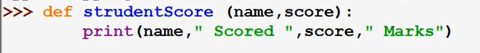 >>> def strudentScore (name,score):
        print(name," Scored ",score," Marks")